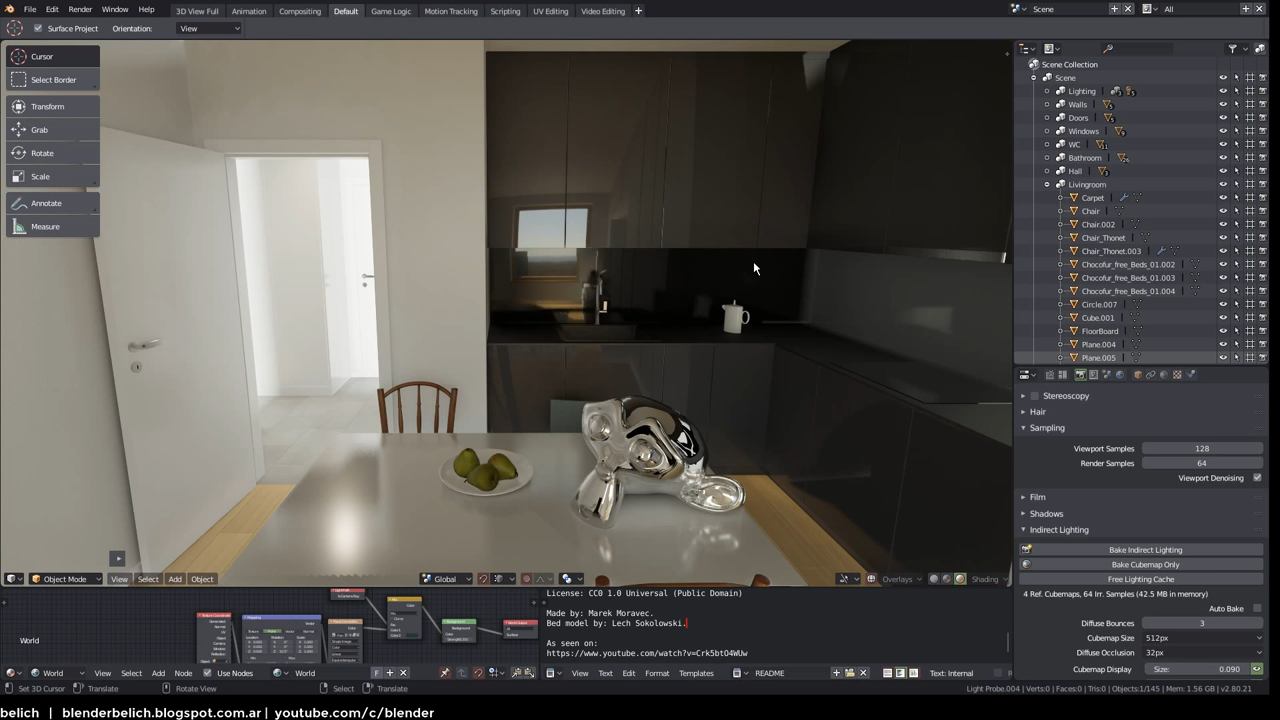 File Edit Render Window Help 3D View Full Animation Compositing Default Game Logic Motion Tracking Scripting UV Editing Video Editing + Scene All
Surface Project Orientation: View
Cursor
Select Border
Transform
Grab
Rotate
Scale
Annotate
Measure
Scene Collection
Scene
Lighting
Walls
Doors
Windows
WC
Bathroom
Hall
Livingroom
Carpet
Chair
Chair.002
Chair_Thonet
Chair_Thonet.003
Chocofur_free_Beds_01.002
Chocofur_free_Beds_01.003
Chocofur_free_Beds_01.004
Circle.007
Cube.001
FloorBoard
Plane.004
Plane.005
Stereoscopy
Hair
Sampling
Viewport Samples 128
Render Samples 64
Viewport Denoising
Film
Shadows
Indirect Lighting
Bake Indirect Lighting
Bake Cubemap Only
Free Lighting Cache
4 Ref. Cubemaps, 64 Irr. Samples (42.5 MB in memory)
Auto Bake
Diffuse Bounces 3
Cubemap Size 512px
Diffuse Occlusion 32px
Cubemap Display Size: 0.090
Object Mode View Select Add Object Global Overlays Shading
World
License: CC0 1.0 Universal (Public Domain)
Made by: Marek Moravec.
Bed model by: Lech Sokolowski.
As seen on:
https://www.youtube.com/watch?v=Crk5btO4WUw
World View Select Add Node Use Nodes World F View Text Edit Format Templates README Text: Internal
Set 3D Cursor Translate Rotate View Select Translate Light Probe.004 | Verts:0 | Faces:0 | Tris:0 | Objects:1/145 | Mem: 1.56 GB | v2.80.21
belich | blenderbelich.blogspot.com.ar | youtube.com/c/blender